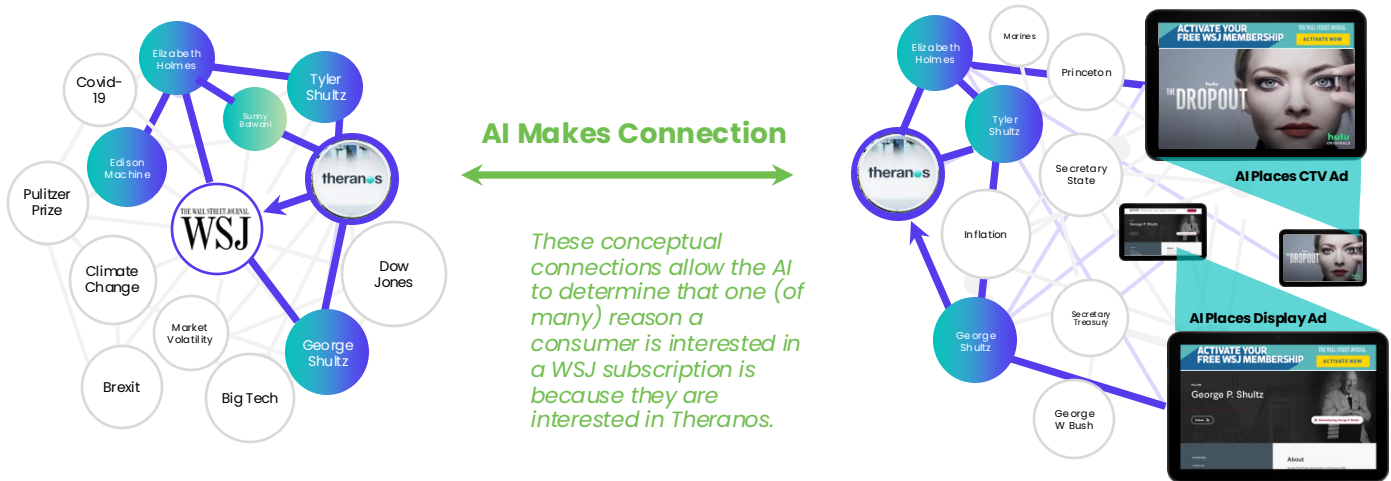 Elizabeth
Holmes
Tyler
Shultz
Covid-
19
Sunny
Balwani
Edison
Machine
theranos
Pulitzer
Prize
THE WALL STREET JOURNAL
WSJ
Climate
Change
Dow
Jones
Market
Volatility
George
Shultz
Brexit
Big Tech
AI Makes Connection
These conceptual
connections allow the AI
to determine that one (of
many) reason a
consumer is interested in
a WSJ subscription is
because they are
interested in Theranos.
Elizabeth
Holmes
Marines
Princeton
Tyler
Shultz
theranos
Secretary
State
Inflation
Secretary
Treasury
George
Shultz
George
W Bush
ACTIVATE YOUR
FREE WSJ MEMBERSHIP
THE WALL STREET JOURNAL
ACTIVATE NOW
THE DROPOUT
hulu
ORIGINALS
AI Places CTV Ad
George P. Shultz
DROPOUT
AI Places Display Ad
ACTIVATE YOUR
FREE WSJ MEMBERSHIP
THE WALL STREET JOURNAL
ACTIVATE NOW
George P. Shultz
Follow
Remembering George P. Shultz
About